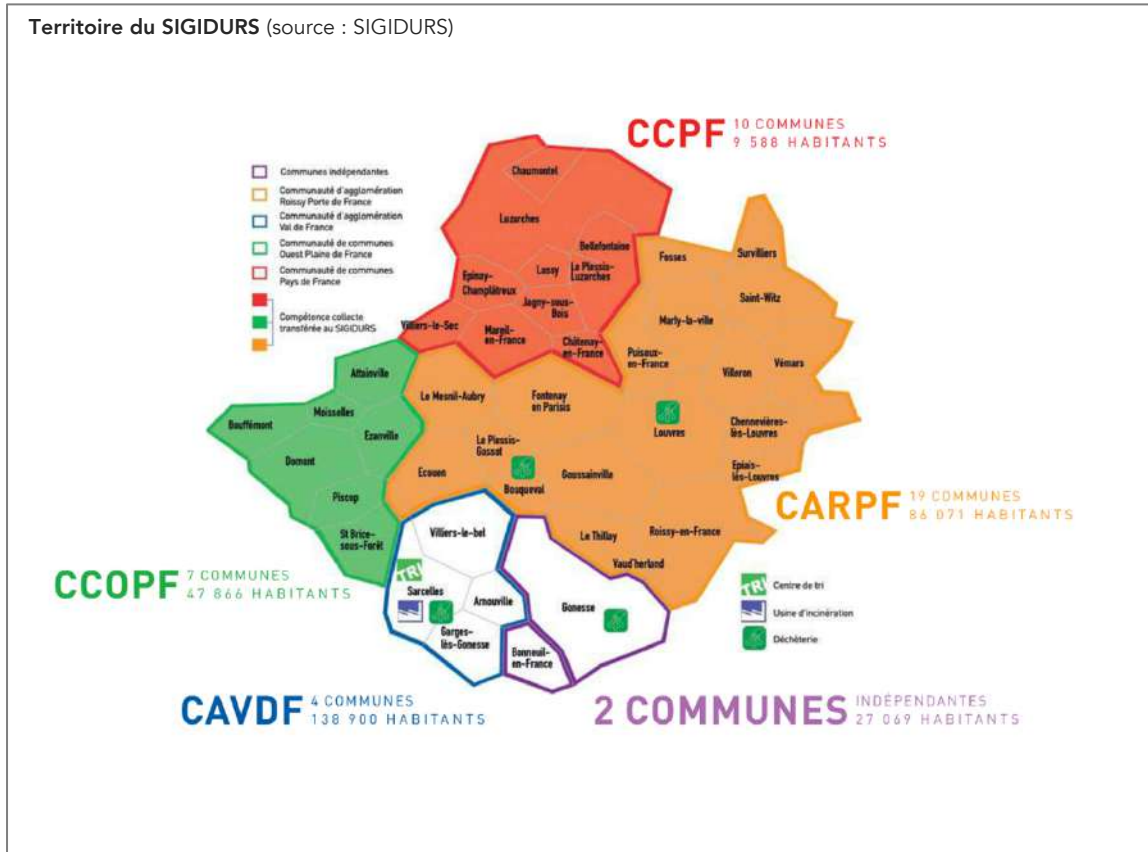 Territoire du SIGIDURS (source : SIGIDURS)
CCPF 10 COMMUNES
9 588 HABITANTS
Communes indépendantes
Communauté d'agglomération
Roissy Porte de France
Communauté d'agglomération
Val de France
Communauté de communes
Ouest Plaine de France
Communauté de communes
Pays de France
Compétence collecte
transférée au SIGIDURS
Chaumontel
Luzarches
Bellefontaine
Lassy
Le Plessis-
Luzarches
Epinay-
Champlâtreux
Jagny-sous-
Bois
Villiers-le-Sec
Mareil-
en-France
Châtenay-
en-France
Fosses
Survilliers
Saint-Witz
Marly-la-ville
Puiseux-
en-France
Villeron
Vémars
Attainville
Moisselles
Bouffémont
Ezanville
Domont
Piscop
St Brice-
sous-Forêt
Le Mesnil-Aubry
Fontenay
en Parisis
Louvres
Chennevières-
lès-Louvres
Le Plessis-
Gassot
Ecouen
Bosqueval
Goussainville
Epiais-
lès-Louvres
Le Thillay
Roissy-en-France
Vaud'herland
CARPF 19 COMMUNES
86 071 HABITANTS
Villiers-le-bel
TRI
Sarcelles
Arnouville
Garges-
lès-Gonesse
Gonesse
Bonneuil-
en-France
CCOPF 7 COMMUNES
47 866 HABITANTS
TRI Centre de tri
Usine d'incinération
Déchèterie
CAVDF 4 COMMUNES
138 900 HABITANTS
2 COMMUNES INDÉPENDANTES
27 069 HABITANTS